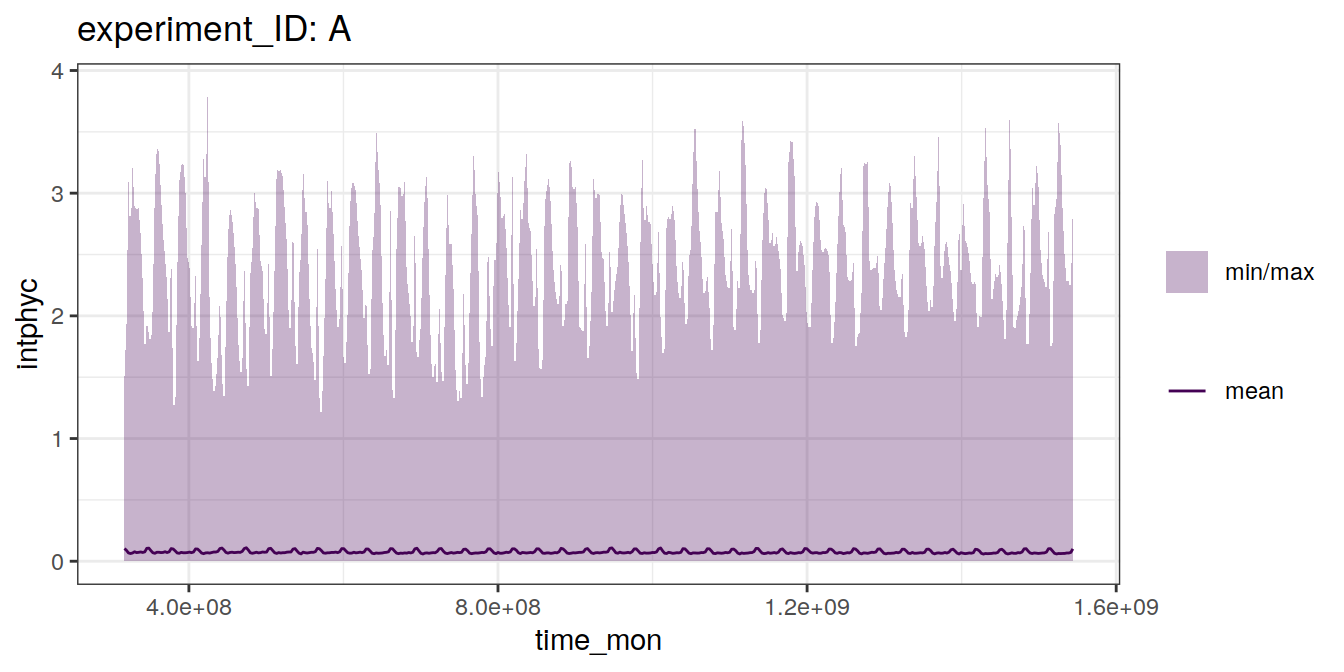 experiment_ID: A
4
3
2
1
0
intphyc
4.0e+08 8.0e+08 1.2e+09 1.6e+09
time_mon
min/max
mean